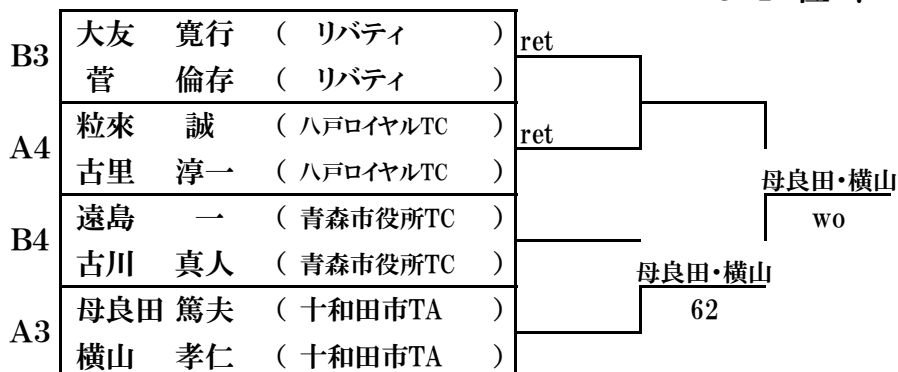 B3 大友 寛行 ( リバティ ) ret
菅 倫存 ( リバティ )
A4 粒來 誠 ( 八戸ロイヤルTC ) ret
古里 淳一 ( 八戸ロイヤルTC )
母良田・横山
wo
B4 遠島 一 ( 青森市役所TC )
古川 真人 ( 青森市役所TC )
母良田・横山
62
A3 母良田 篤夫 ( 十和田市TA )
横山 孝仁 ( 十和田市TA )